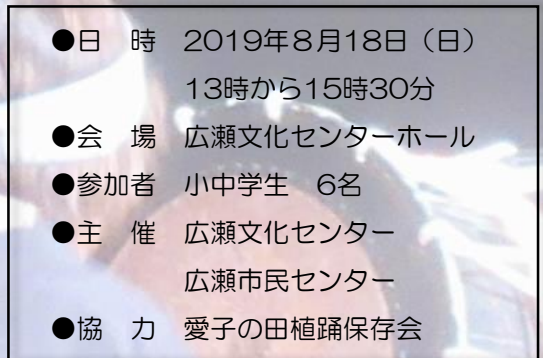 ●日　時　2019年8月18日（日）
13時から15時30分
●会　場　広瀬文化センターホール
●参加者　小中学生　6名
●主　催　広瀬文化センター
広瀬市民センター
●協　力　愛子の田植踊保存会